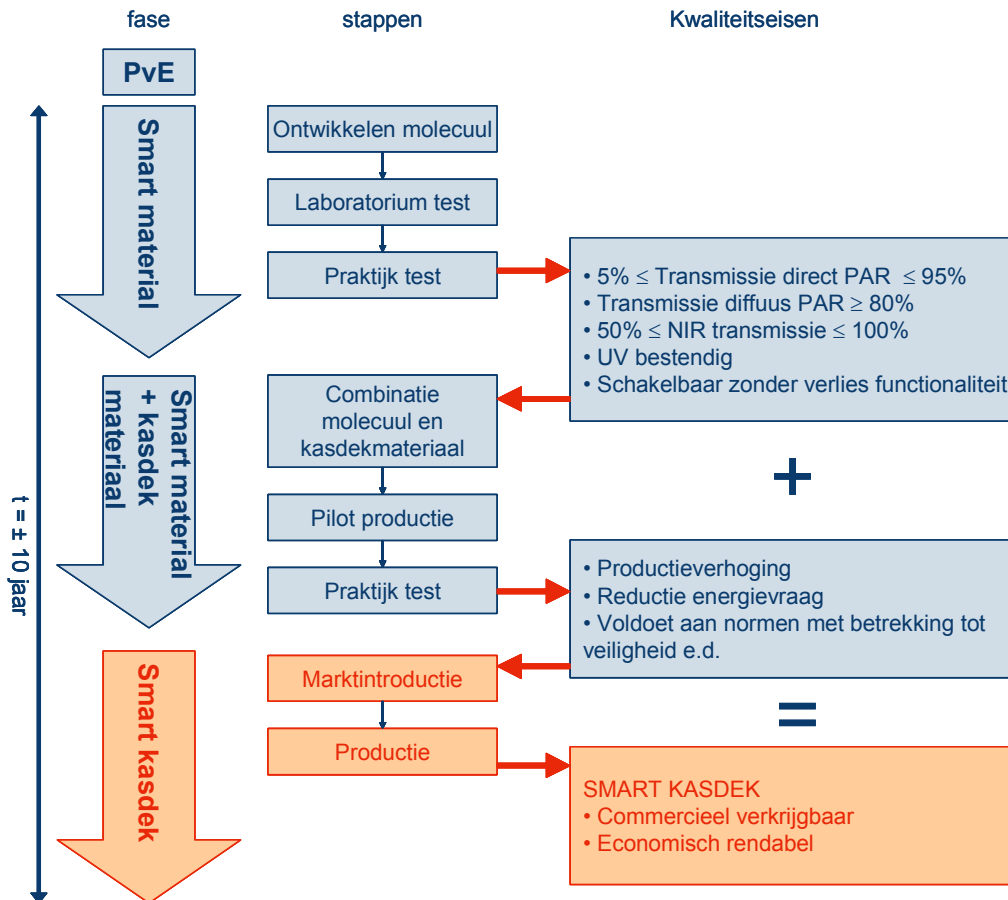 fase
stappen
Kwaliteitseisen
PvE
Smart material
Ontwikkelen molecuul
Laboratorium test
Praktijk test
• 5% ≤ Transmissie direct PAR ≤ 95%
• Transmissie diffuus PAR ≥ 80%
• 50% ≤ NIR transmissie ≤ 100%
• UV bestendig
• Schakelbaar zonder verlies functionaliteit
t = ± 10 jaar
Smart material
+ kasdek
materiaal
Combinatie
molecuul en
kasdekmateriaal
+
Pilot productie
Praktijk test
• Productieverhoging
• Reductie energievraag
• Voldoet aan normen met betrekking tot
veiligheid e.d.
=
Smart kasdek
Marktintroductie
Productie
SMART KASDEK
• Commercieel verkrijgbaar
• Economisch rendabel